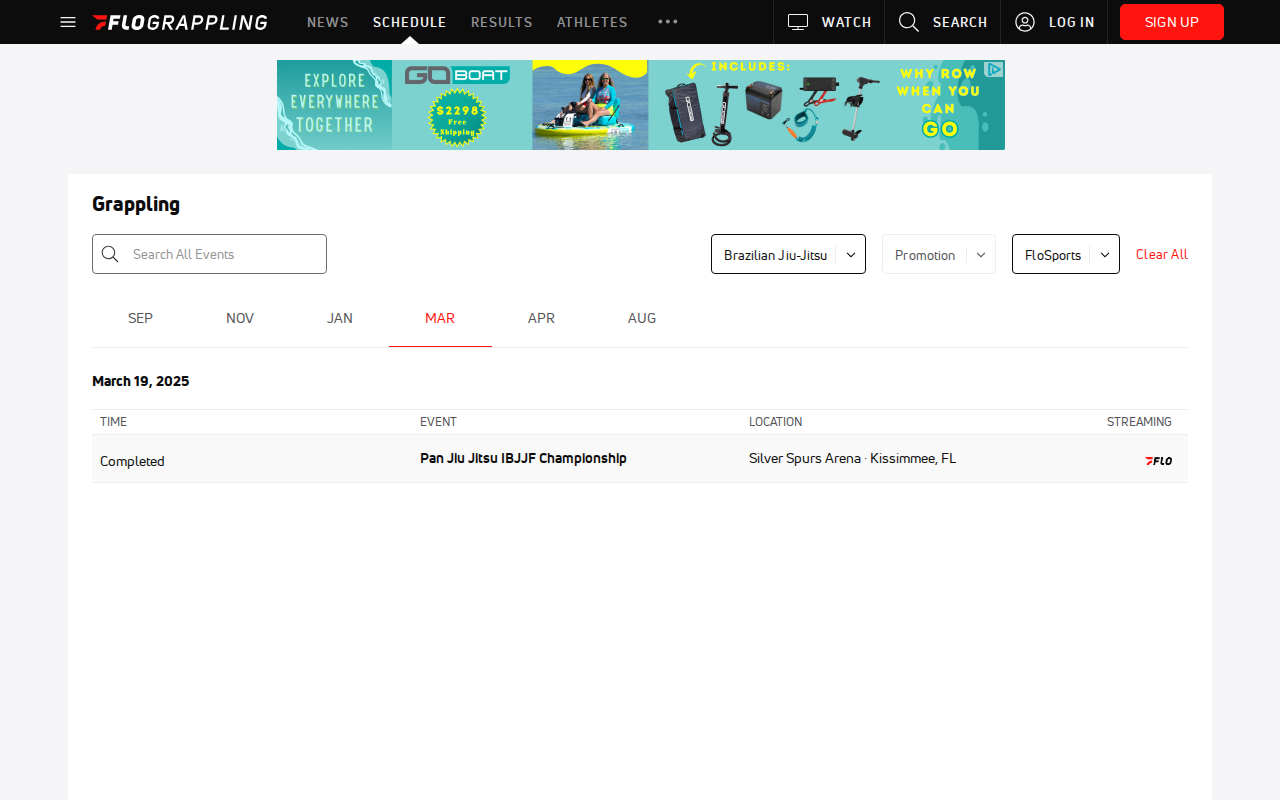 FLOGRAPPLING
NEWS
SCHEDULE
RESULTS
ATHLETES
WATCH
SEARCH
LOG IN
SIGN UP
EXPLORE
EVERYWHERE
TOGETHER
GO BOAT
$2298
Free
Shipping
INCLUDES:
WHY ROW
WHEN YOU
CAN
GO
Grappling
Search All Events
Brazilian Jiu-Jitsu
Promotion
FloSports
Clear All
SEP
NOV
JAN
MAR
APR
AUG
March 19, 2025
TIME
EVENT
LOCATION
STREAMING
Completed
Pan Jiu Jitsu IBJJF Championship
Silver Spurs Arena · Kissimmee, FL
FLO